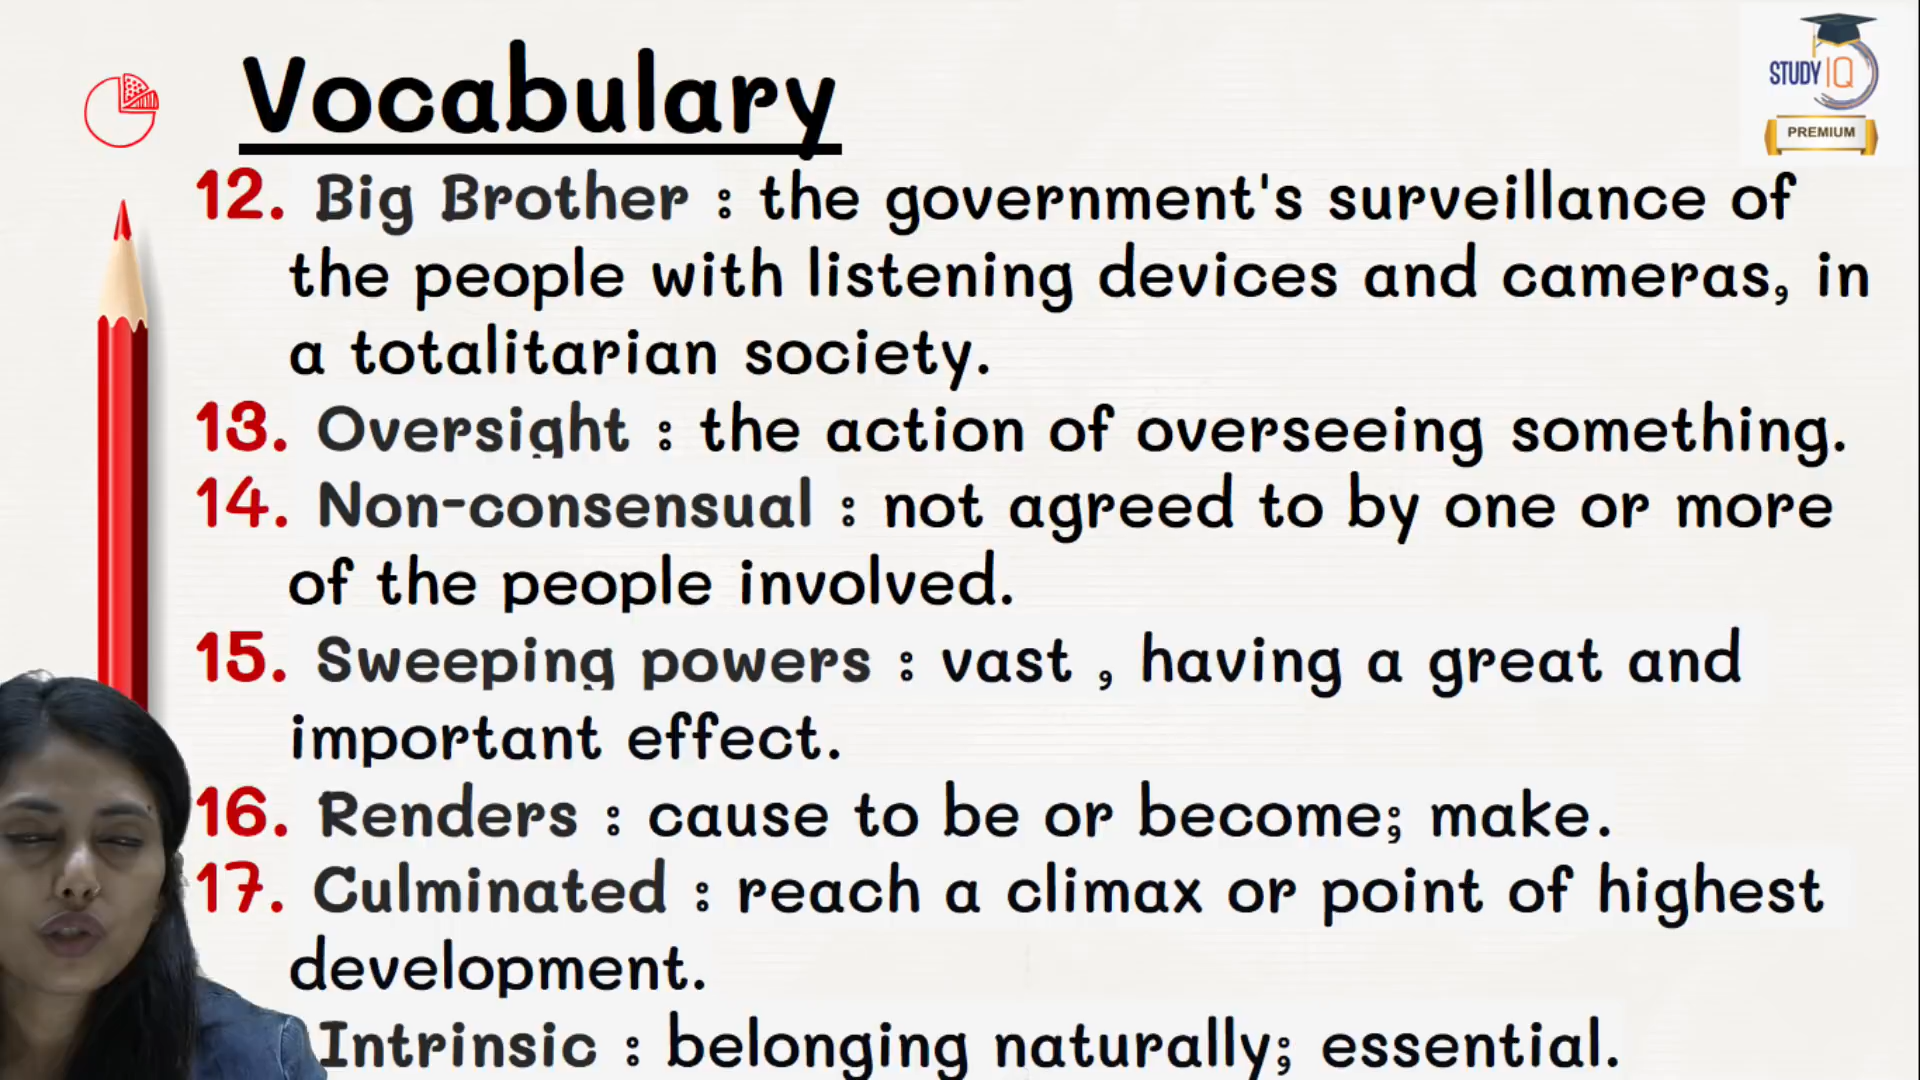 Vocabulary
STUDY IQ
PREMIUM
12. Big Brother : the government's surveillance of
the people with listening devices and cameras, in
a totalitarian society.
13. Oversight : the action of overseeing something.
14. Non-consensual : not agreed to by one or more
of the people involved.
15. Sweeping powers : vast , having a great and
important effect.
16. Renders : cause to be or become; make.
17. Culminated : reach a climax or point of highest
development.
Intrinsic : belonging naturally; essential.